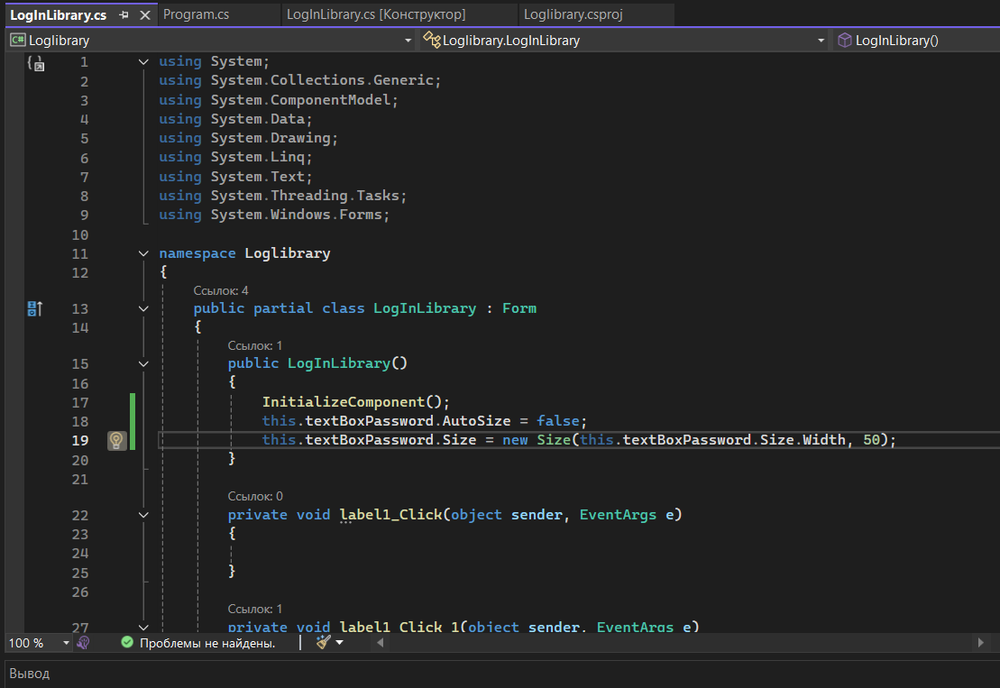 LogInLibrary.cs Program.cs LogInLibrary.cs [Конструктор] Loglibrary.csproj
C# Loglibrary Loglibrary.LogInLibrary LogInLibrary()
1 using System;
2 using System.Collections.Generic;
3 using System.ComponentModel;
4 using System.Data;
5 using System.Drawing;
6 using System.Linq;
7 using System.Text;
8 using System.Threading.Tasks;
9 using System.Windows.Forms;
10
11 namespace Loglibrary
12 {
Ссылок: 4
13 public partial class LogInLibrary : Form
14 {
Ссылок: 1
15 public LogInLibrary()
16 {
17 InitializeComponent();
18 this.textBoxPassword.AutoSize = false;
19 this.textBoxPassword.Size = new Size(this.textBoxPassword.Size.Width, 50);
20 }
21
Ссылок: 0
22 private void label1_Click(object sender, EventArgs e)
23 {
24
25 }
26
Ссылок: 1
27 private void label1_Click_1(object sender, EventArgs e)
100 % Проблемы не найдены.
Вывод